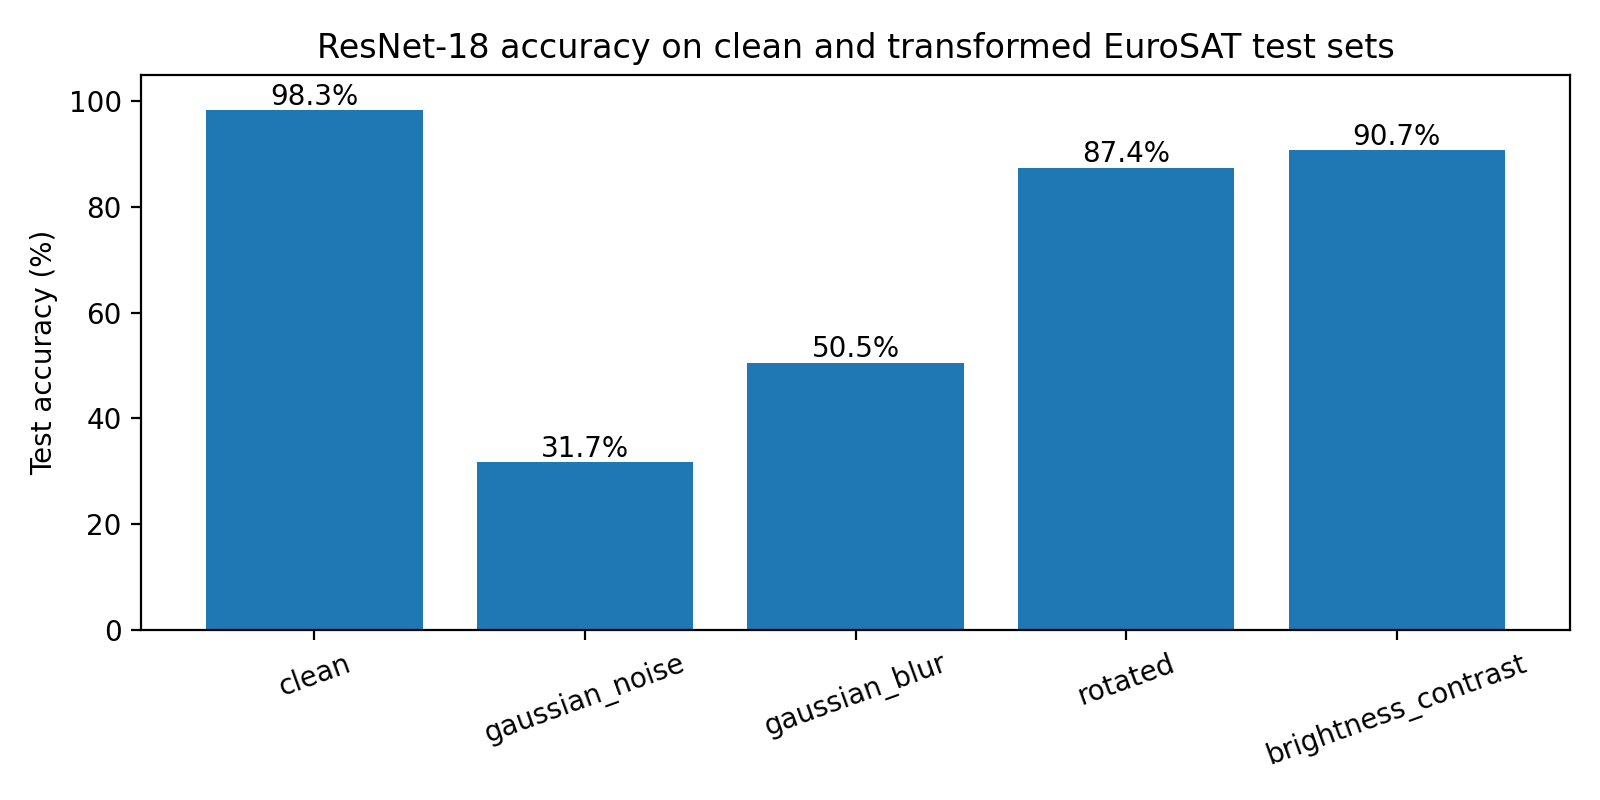 ResNet-18 accuracy on clean and transformed EuroSAT test sets
Test accuracy (%)
100
80
60
40
20
0
98.3%
31.7%
50.5%
87.4%
90.7%
clean
gaussian_noise
gaussian_blur
rotated
brightness_contrast